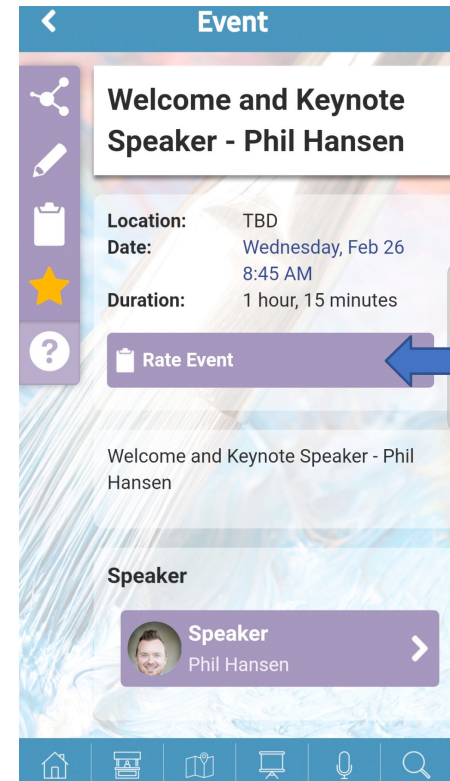 Event
Welcome and Keynote
Speaker - Phil Hansen
Location: TBD
Date: Wednesday, Feb 26
8:45 AM
Duration: 1 hour, 15 minutes
?
Rate Event
Welcome and Keynote Speaker - Phil
Hansen
Speaker
Speaker
Phil Hansen